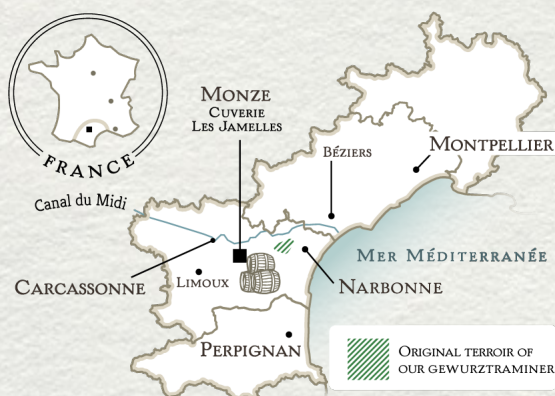 FRANCE
Monze
Cuverie
Les Jamelles
Béziers
Montpellier
Canal du Midi
Mer Méditerranée
Carcassonne
Limoux
Narbonne
Perpignan
Original terroir of
our gewurztraminer